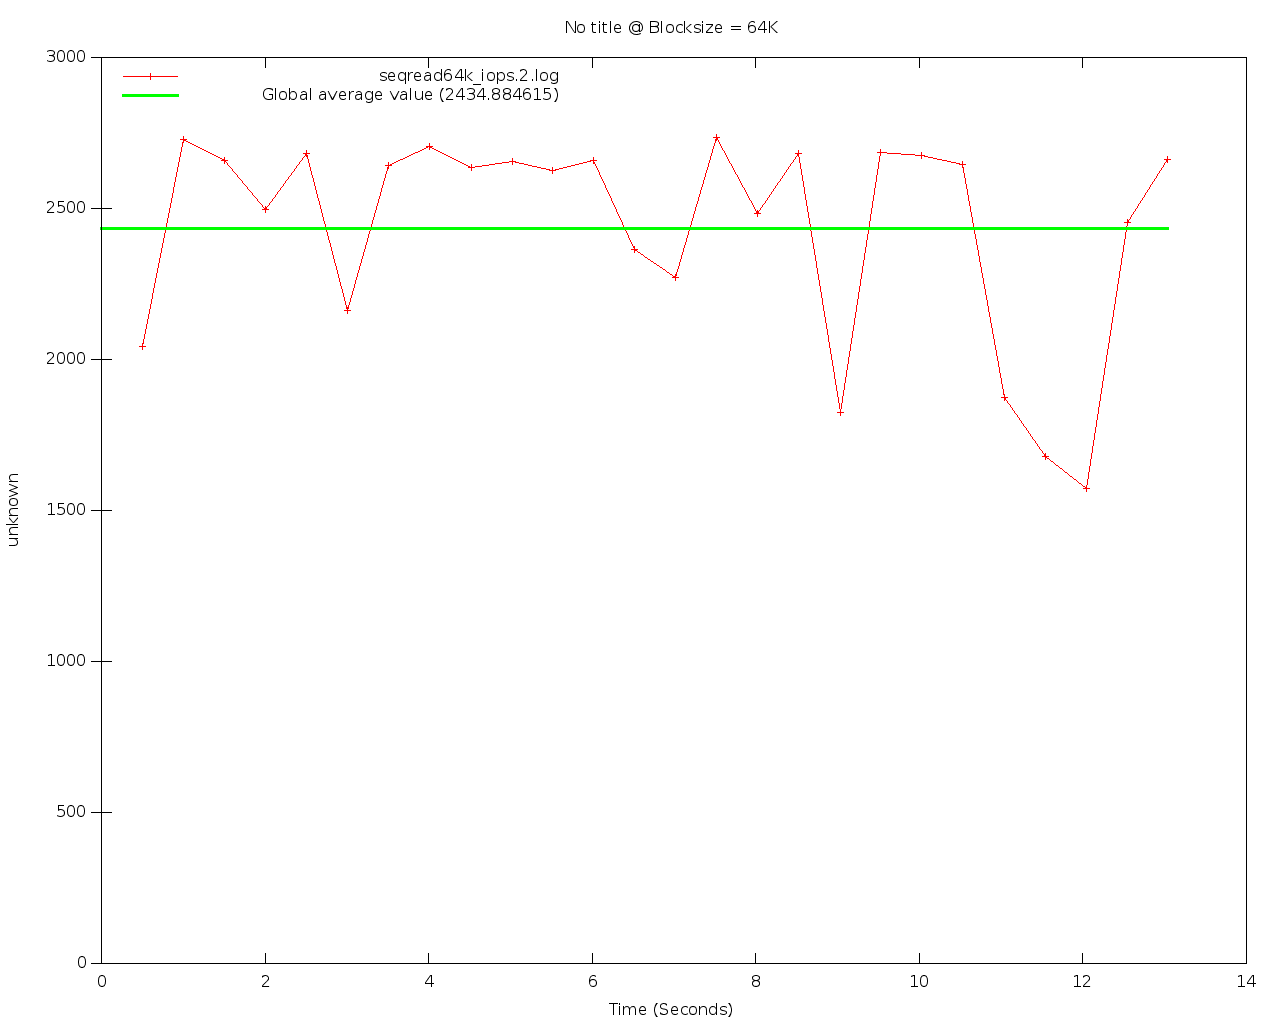 No title @ Blocksize = 64K
seqread64k_iops.2.log
Global average value (2434.884615)
3000
2500
2000
1500
1000
500
0
unknown
0 2 4 6 8 10 12 14
Time (Seconds)